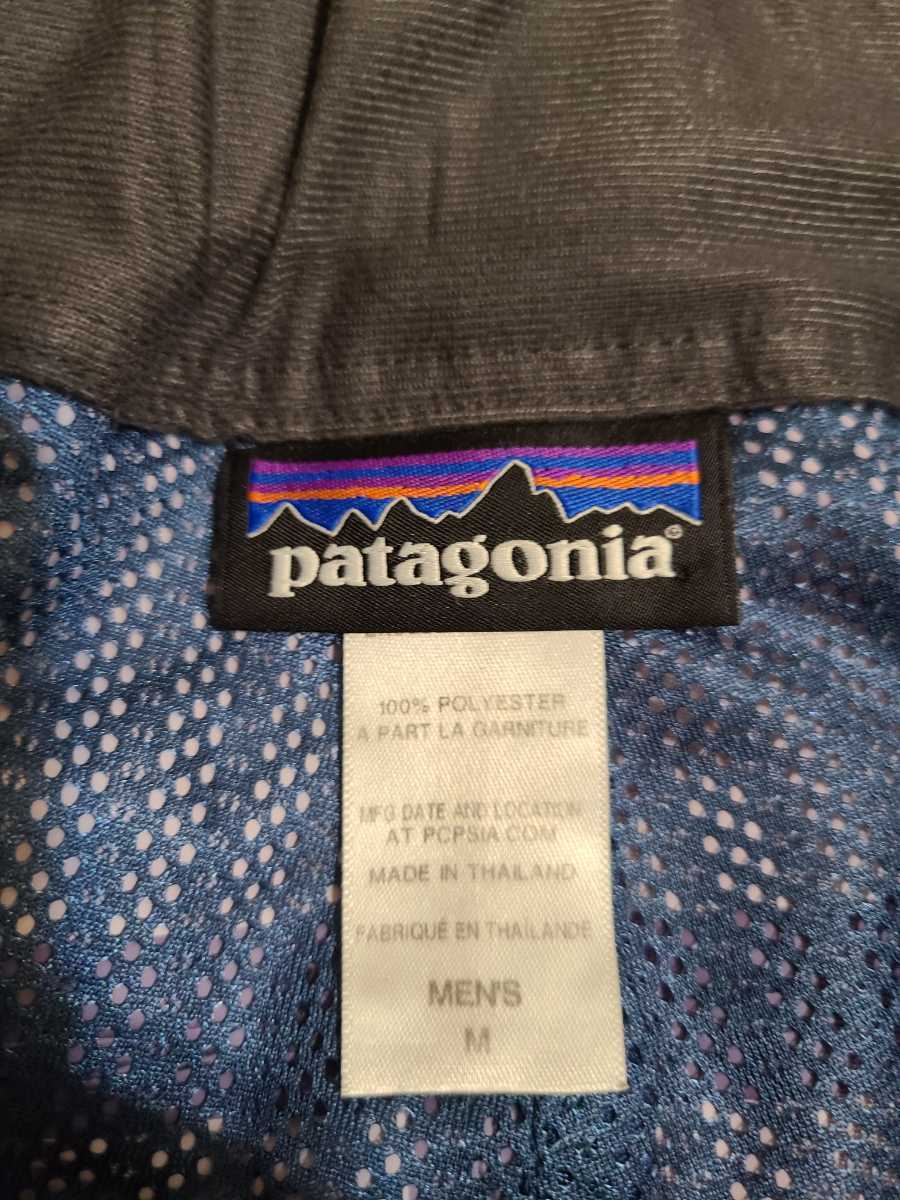 patagonia®
100% POLYESTER
À PART LA GARNITURE
MFG DATE AND LOCATION
AT PCPSIA.COM
MADE IN THAILAND
FABRIQUÉ EN THAÏLANDE
MEN'S
M